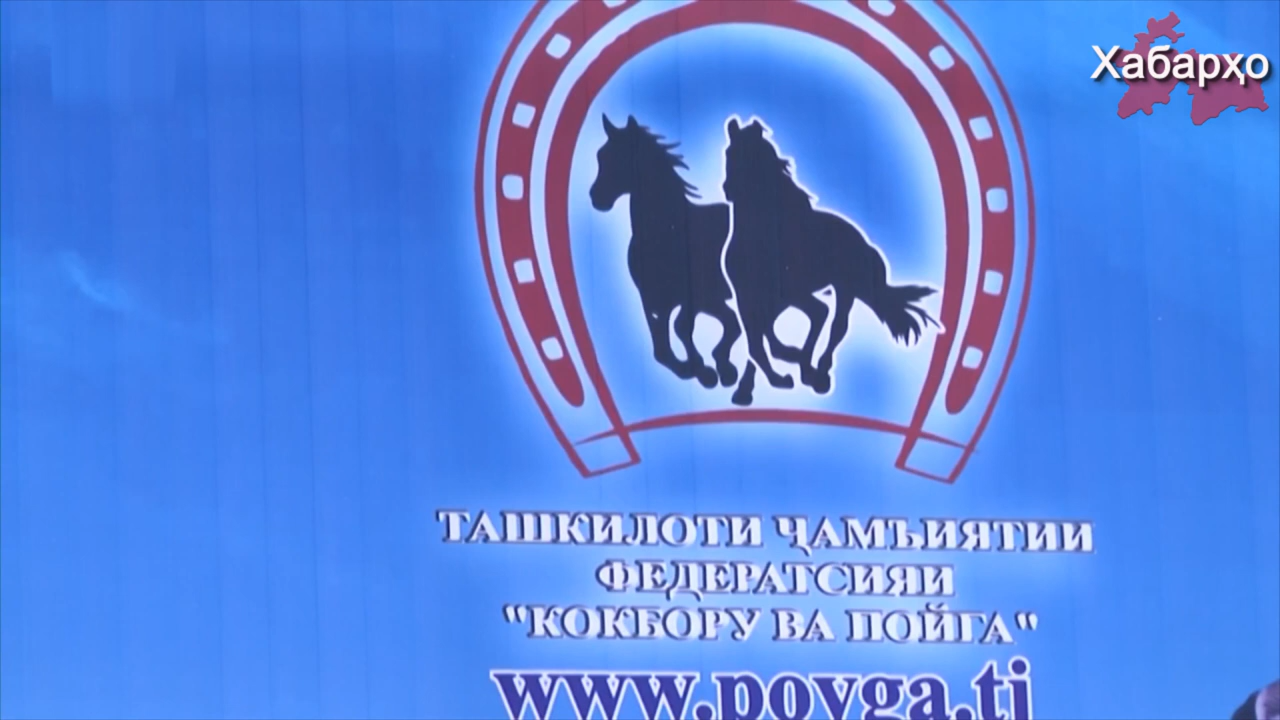 Хабарҳо
ТАШКИЛОТИ ҶАМЪИЯТИИ
ФЕДЕРАТСИЯИ
"КОКБОРУ ВА ПОЙГА"
www.poyga.tj